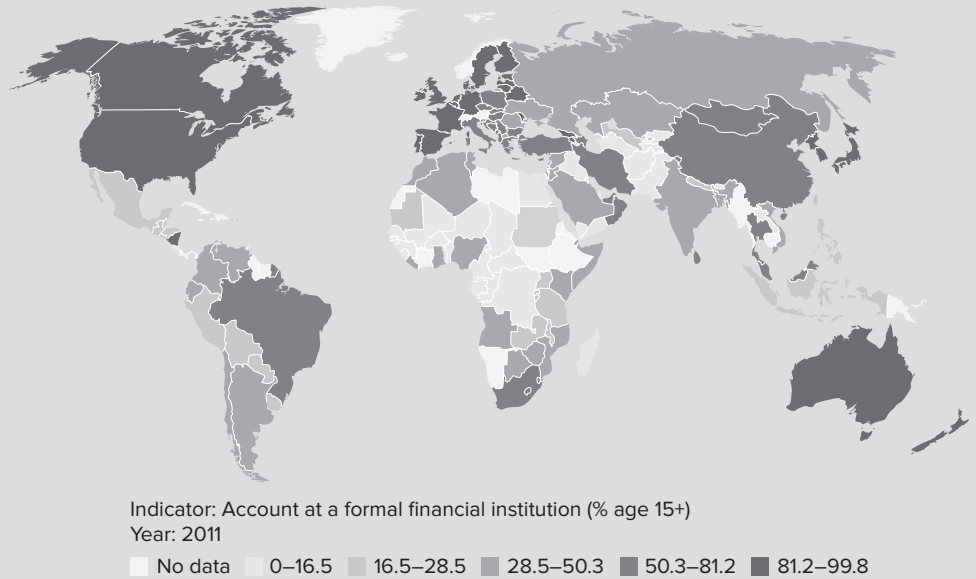 Indicator: Account at a formal financial institution (% age 15+)
Year: 2011
No data 0–16.5 16.5–28.5 28.5–50.3 50.3–81.2 81.2–99.8